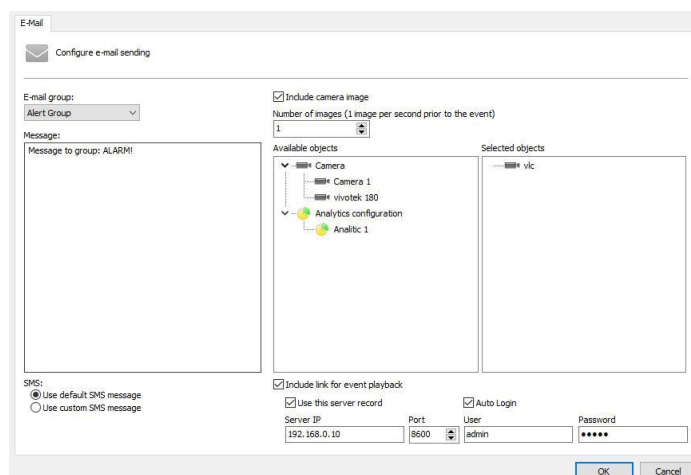 E-Mail
Configure e-mail sending
E-mail group:
Alert Group
Message:
Message to group: ALARM!
SMS:
Use default SMS message
Use custom SMS message
Include camera image
Number of images (1 image per second prior to the event)
1
Available objects
Camera
Camera 1
vivotek 180
Analytics configuration
Analitic 1
Selected objects
vlc
Include link for event playback
Use this server record
Auto Login
Server IP
Port
User
Password
192.168.0.10
8600
admin
●●●●●
OK
Cancel